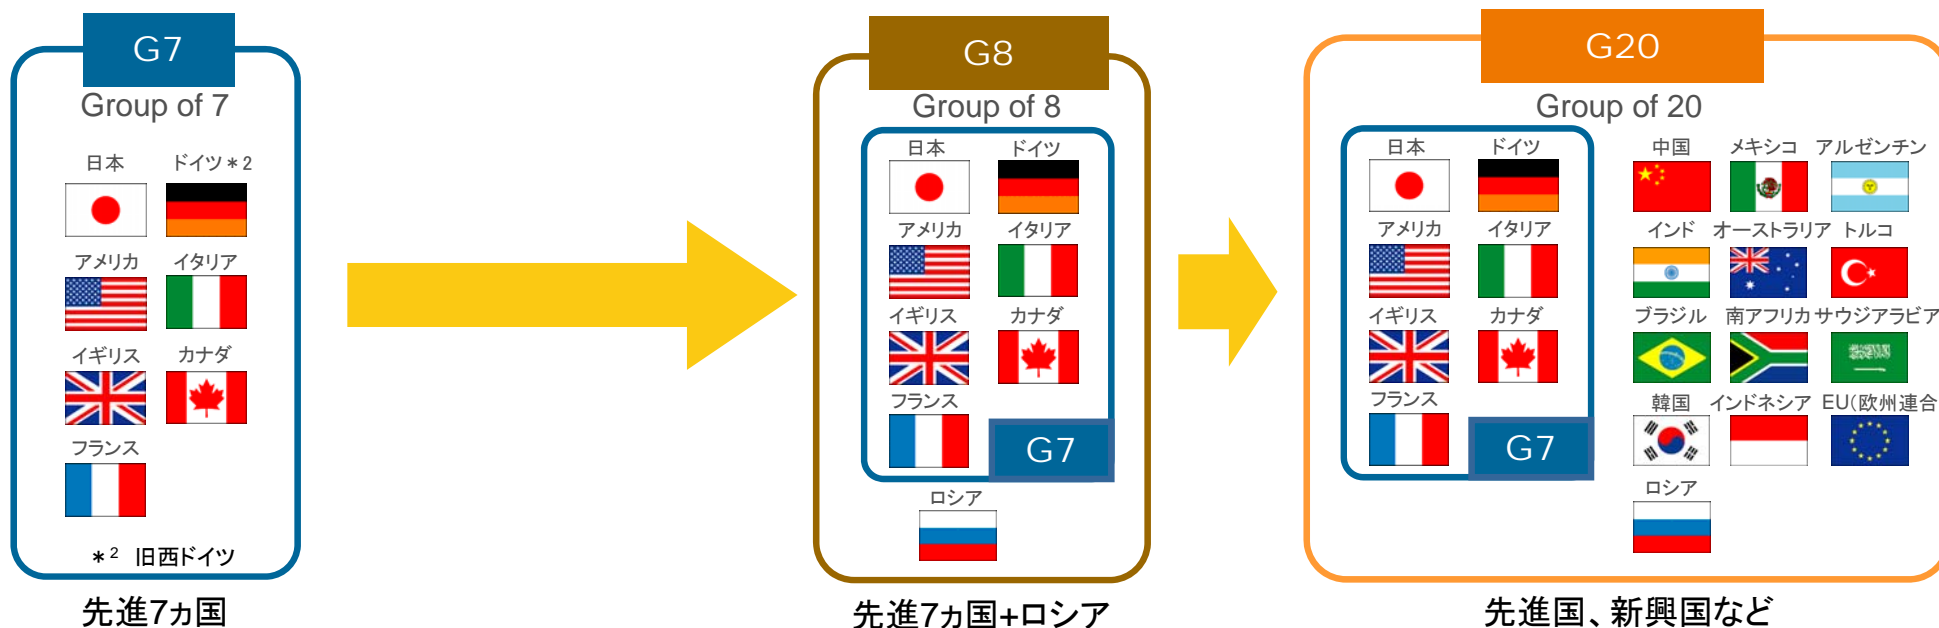 G7
Group of 7
日本 ドイツ＊2
アメリカ イタリア
イギリス カナダ
フランス
＊2 旧西ドイツ
先進7ヵ国
G8
Group of 8
日本 ドイツ
アメリカ イタリア
イギリス カナダ
フランス
G7
ロシア
先進7ヵ国+ロシア
G20
Group of 20
日本 ドイツ
アメリカ イタリア
イギリス カナダ
フランス
G7
中国 メキシコ アルゼンチン
インド オーストラリア トルコ
ブラジル 南アフリカ サウジアラビア
韓国 インドネシア EU(欧州連合
ロシア
先進国、新興国など